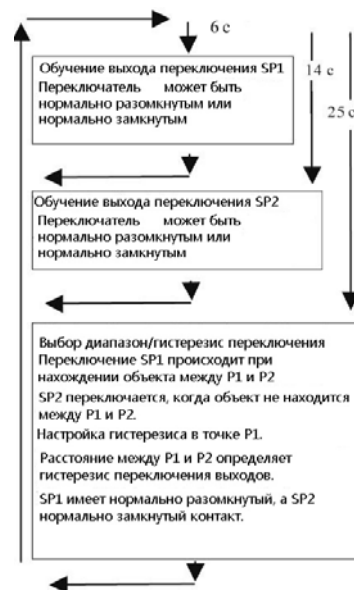 6 с
Обучение выхода переключения SP1
Переключатель может быть
нормально разомкнутым или
нормально замкнутым
14 с
25 с
Обучение выхода переключения SP2
Переключатель может быть
нормально разомкнутым или
нормально замкнутым
Выбор диапазон/гистерезис переключения
Переключение SP1 происходит при
нахождении объекта между P1 и P2
SP2 переключается, когда объект не находится
между P1 и P2.
Настройка гистерезиса в точке P1.
Расстояние между P1 и P2 определяет
гистерезис переключения выходов.
SP1 имеет нормально разомкнутый, а SP2
нормально замкнутый контакт.